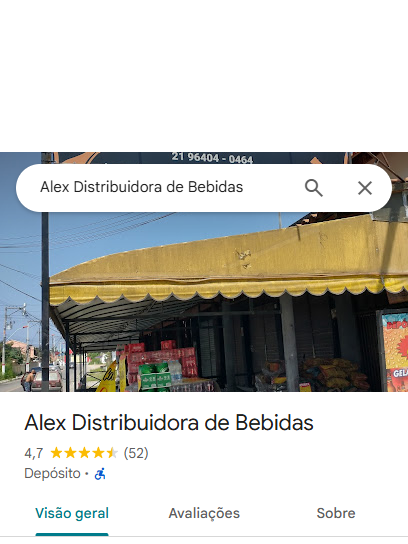 21 96404 - 0464
Alex Distribuidora de Bebidas
GEL
Alex Distribuidora de Bebidas
4,7 (52)
Depósito ·
Visão geral Avaliações Sobre